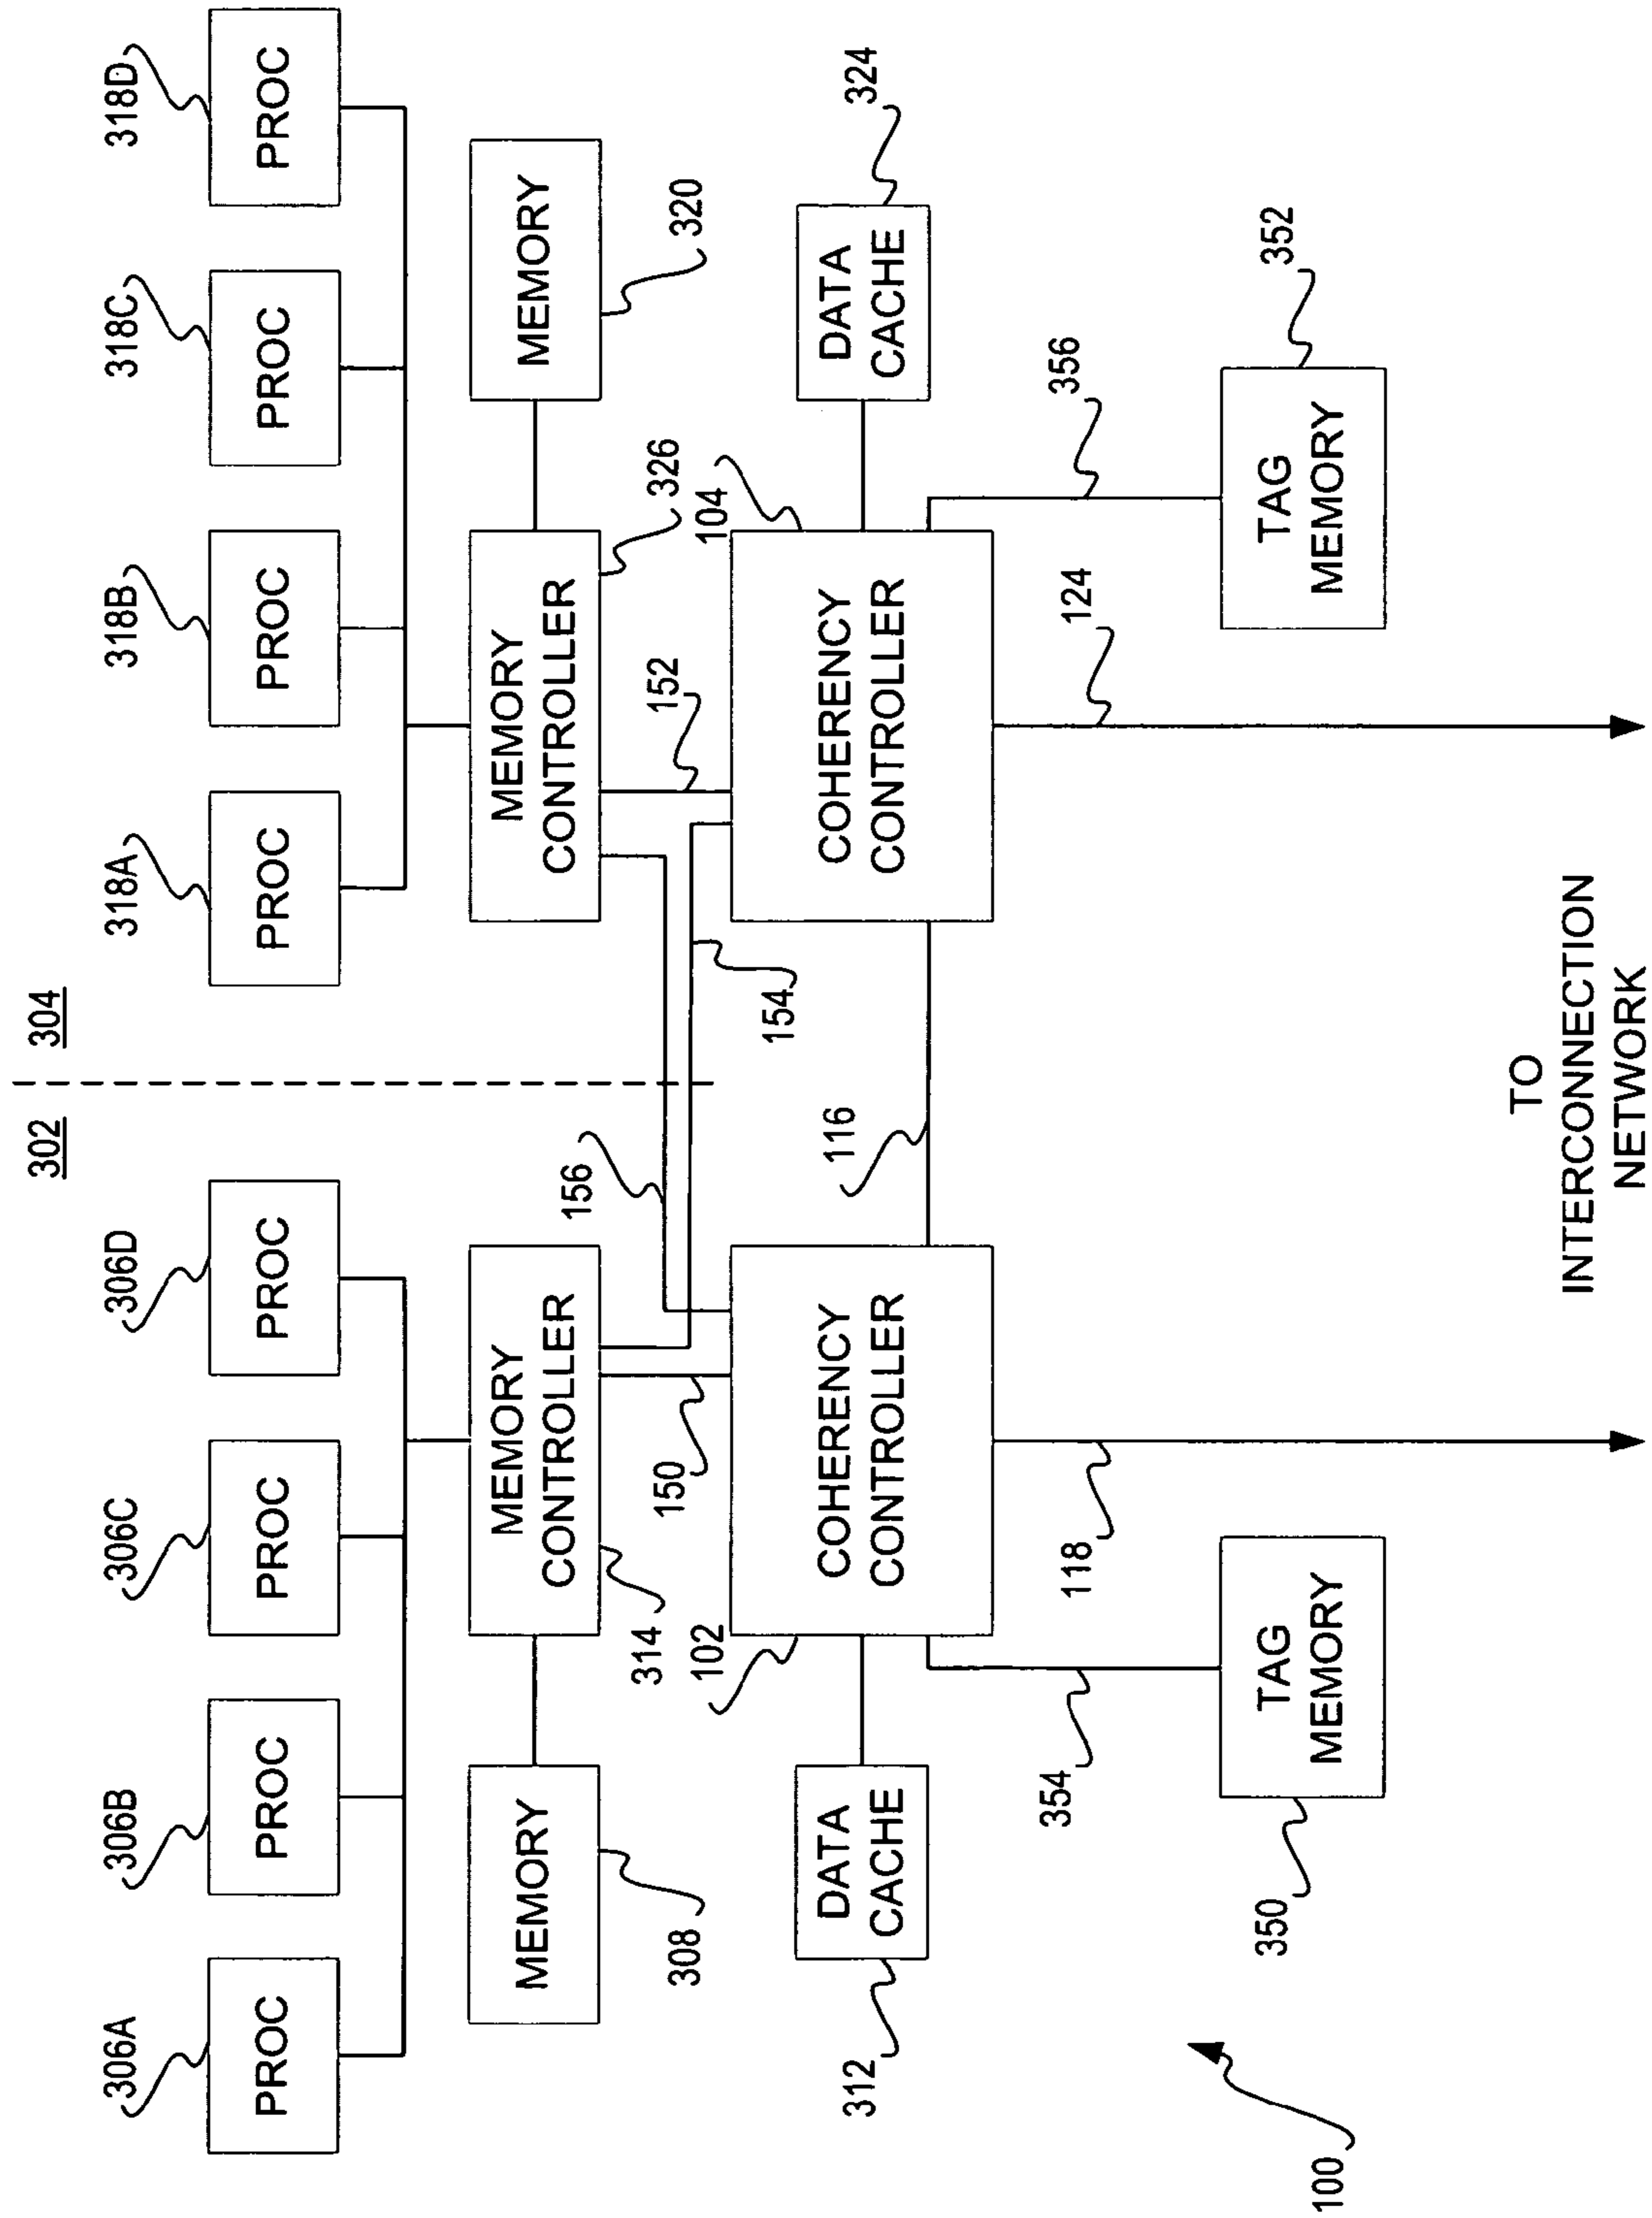 302
304
306A
306B
306C
306D
318A
318B
318C
318D
PROC
PROC
PROC
PROC
PROC
PROC
PROC
PROC
MEMORY
MEMORY
CONTROLLER
MEMORY
CONTROLLER
MEMORY
308
314
156
326
320
150
154
152
102
104
312
DATA
CACHE
COHERENCY
CONTROLLER
116
COHERENCY
CONTROLLER
DATA
CACHE
324
354
118
124
356
350
TAG
MEMORY
TAG
MEMORY
352
100
TO
INTERCONNECTION
NETWORK